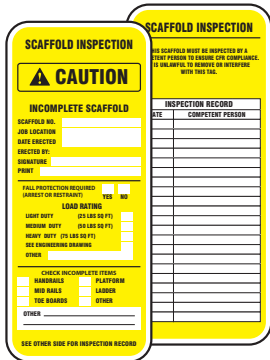 SCAFFOLD INSPECTION
CAUTION
INCOMPLETE SCAFFOLD
SCAFFOLD NO.
JOB LOCATION
DATE ERECTED
ERECTED BY:
SIGNATURE
PRINT
FALL PROTECTION REQUIRED
(ARREST OR RESTRAINT)
YES NO
LOAD RATING
LIGHT DUTY (25 LBS SQ FT)
MEDIUM DUTY (50 LBS SQ FT)
HEAVY DUTY (75 LBS SQ FT)
SEE ENGINEERING DRAWING
OTHER
CHECK INCOMPLETE ITEMS
HANDRAILS PLATFORM
MID RAILS LADDER
TOE BOARDS OTHER
OTHER
SEE OTHER SIDE FOR INSPECTION RECORD
SCAFFOLD INSPECTION
THIS SCAFFOLD MUST BE INSPECTED BY A
TENT PERSON TO ENSURE CFR COMPLIANCE.
IS UNLAWFUL TO REMOVE OR INTERFERE
WITH THIS TAG.
INSPECTION RECORD
ATE COMPETENT PERSON